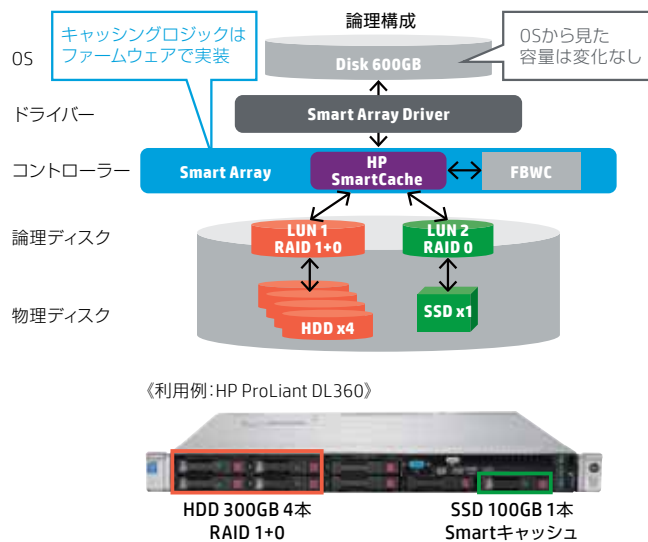 論理構成
キャッシングロジックは
ファームウェアで実装
OSから見た
容量は変化なし
OS
Disk 600GB
ドライバー
Smart Array Driver
コントローラー
Smart Array
HP
SmartCache
FBWC
論理ディスク
LUN 1
RAID 1+0
LUN 2
RAID 0
物理ディスク
HDD x4
SSD x1
《利用例:HP ProLiant DL360》
HDD 300GB 4本
RAID 1+0
SSD 100GB 1本
Smartキャッシュ